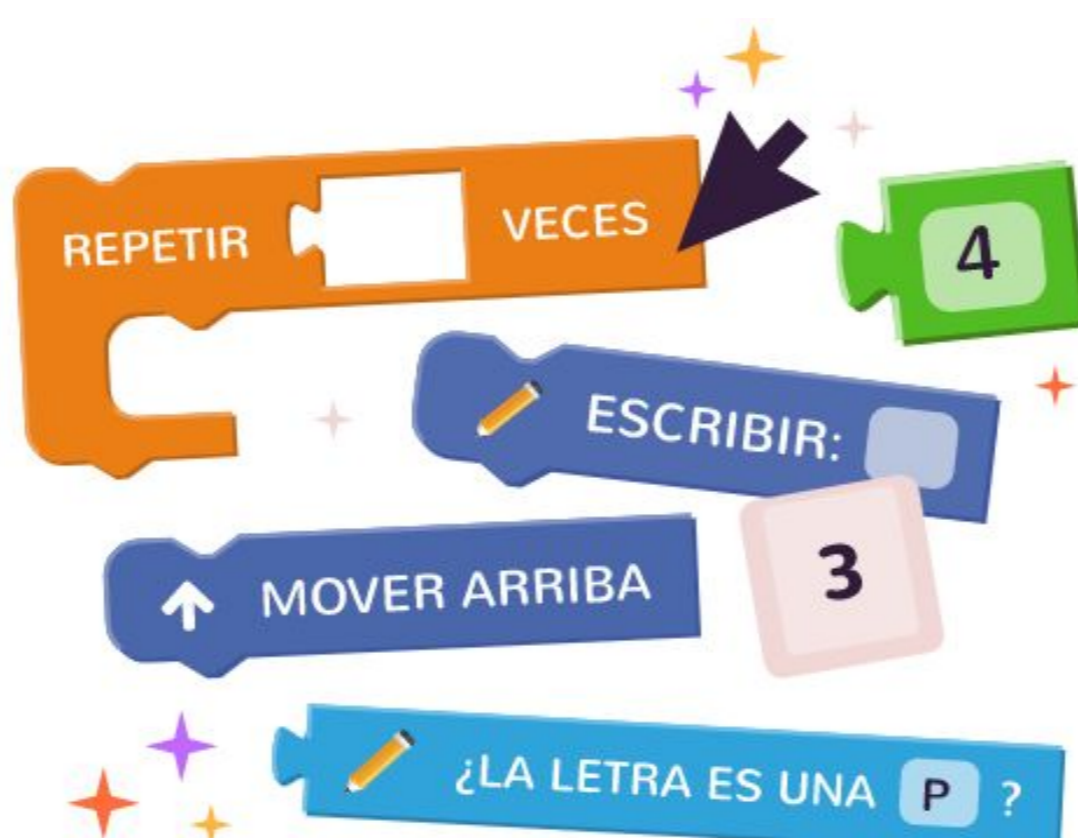 REPETIR VECES
4
ESCRIBIR:
MOVER ARRIBA
3
¿LA LETRA ES UNA P ?